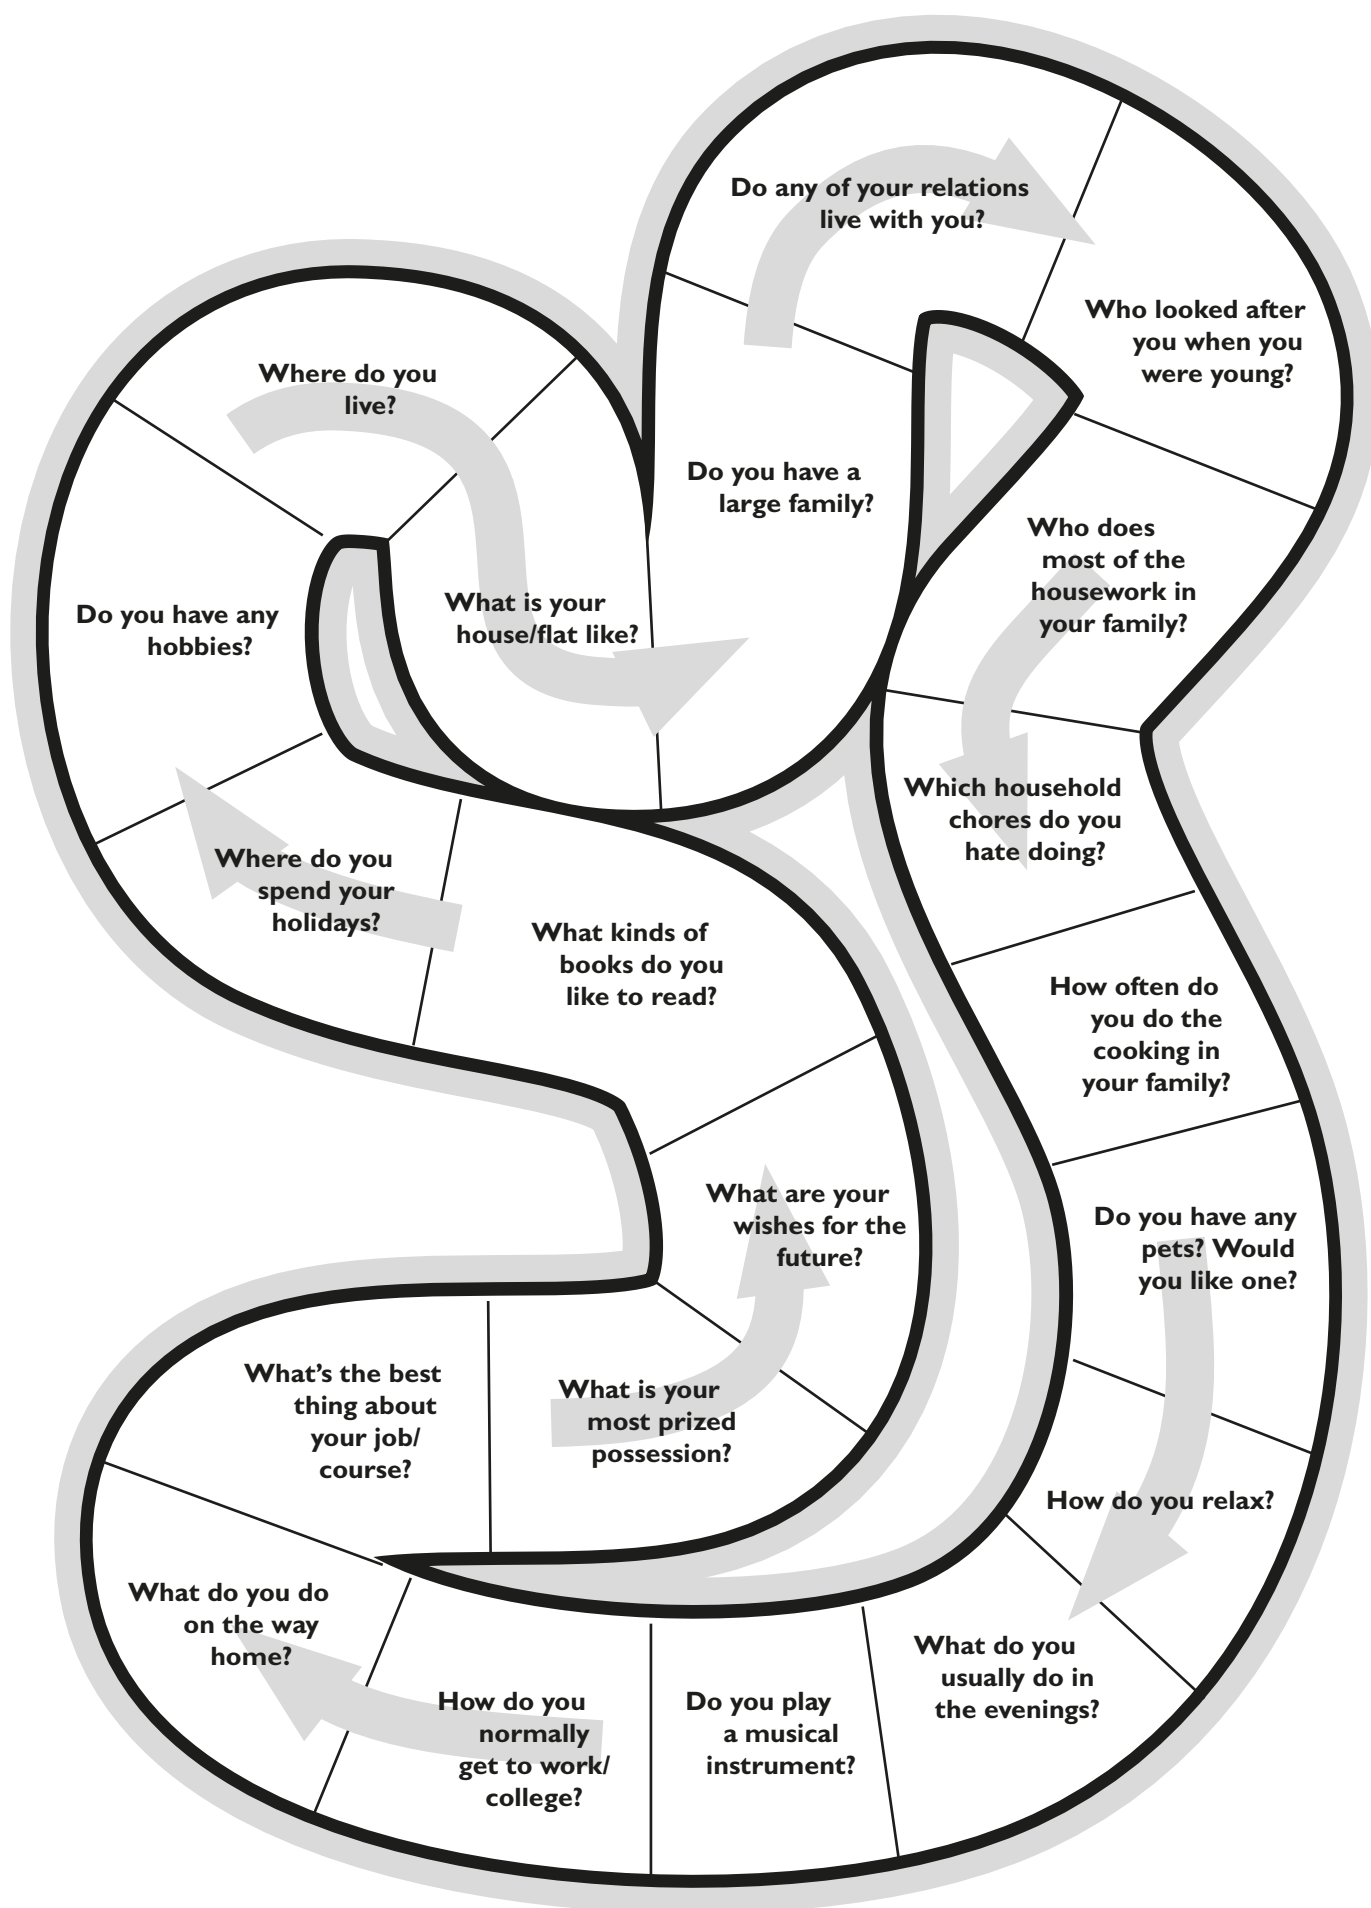 Where do you
live?
What is your
house/flat like?
Do you have a
large family?
Do any of your relations
live with you?
Who looked after
you when you
were young?
Who does
most of the
housework in
your family?
Which household
chores do you
hate doing?
How often do
you do the
cooking in
your family?
Do you have any
pets? Would
you like one?
How do you relax?
What do you
usually do in
the evenings?
Do you play
a musical
instrument?
How do you
normally
get to work/
college?
What do you do
on the way
home?
What’s the best
thing about
your job/
course?
What is your
most prized
possession?
What are your
wishes for the
future?
What kinds of
books do you
like to read?
Where do you
spend your
holidays?
Do you have any
hobbies?